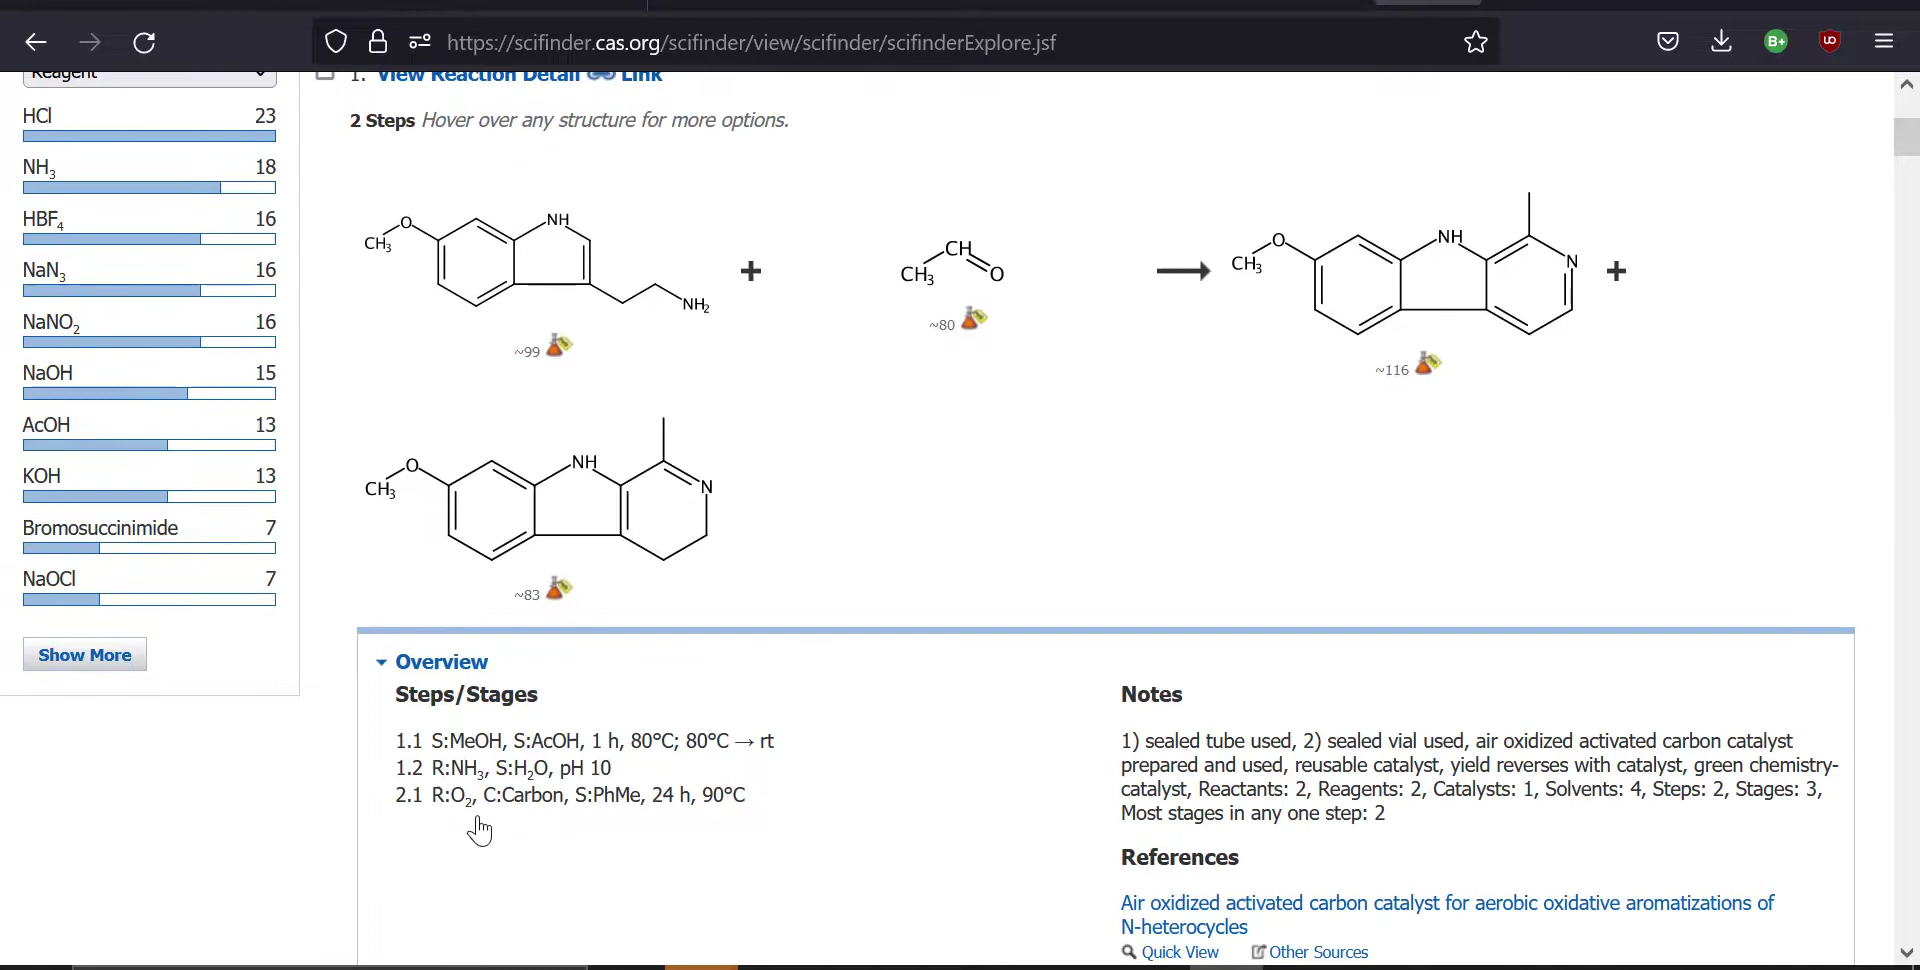 https://scifinder.cas.org/scifinder/view/scifinder/scifinderExplore.jsf
B+
UO
Reagent
HCl 23
NH3 18
HBF4 16
NaN3 16
NaNO2 16
NaOH 15
AcOH 13
KOH 13
Bromosuccinimide 7
NaOCl 7
Show More
1. View Reaction Detail Link
2 Steps Hover over any structure for more options.
CH3 O NH NH2
~99
+
CH3 CH O
~80
CH3 O NH N
~116
+
CH3 O NH N
~83
Overview
Steps/Stages
1.1 S:MeOH, S:AcOH, 1 h, 80°C; 80°C → rt
1.2 R:NH3, S:H2O, pH 10
2.1 R:O2, C:Carbon, S:PhMe, 24 h, 90°C
Notes
1) sealed tube used, 2) sealed vial used, air oxidized activated carbon catalyst
prepared and used, reusable catalyst, yield reverses with catalyst, green chemistry-
catalyst, Reactants: 2, Reagents: 2, Catalysts: 1, Solvents: 4, Steps: 2, Stages: 3,
Most stages in any one step: 2
References
Air oxidized activated carbon catalyst for aerobic oxidative aromatizations of
N-heterocycles
Quick View Other Sources